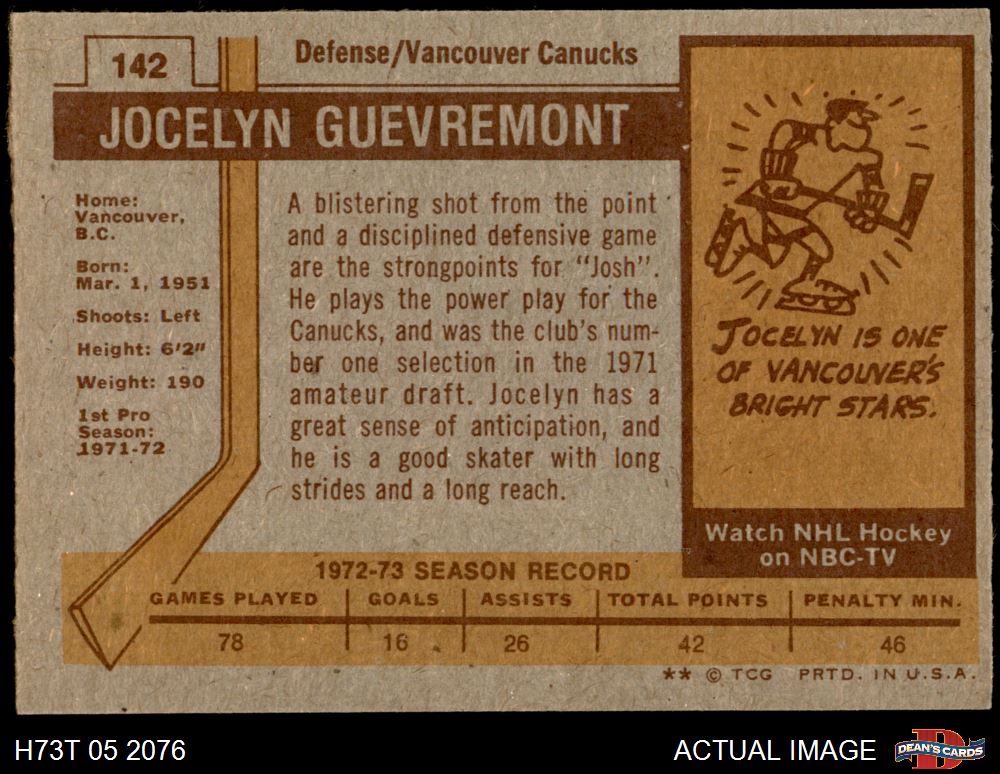 142
Defense/Vancouver Canucks
JOCELYN GUEVREMONT
Home:
Vancouver,
B.C.
Born:
Mar. 1, 1951
Shoots: Left
Height: 6'2"
Weight: 190
1st Pro
Season:
1971-72
A blistering shot from the point
and a disciplined defensive game
are the strongpoints for "Josh".
He plays the power play for the
Canucks, and was the club's num-
ber one selection in the 1971
amateur draft. Jocelyn has a
great sense of anticipation, and
he is a good skater with long
strides and a long reach.
JOCELYN IS ONE
OF VANCOUVER'S
BRIGHT STARS.
Watch NHL Hockey
on NBC-TV
1972-73 SEASON RECORD
GAMES PLAYED GOALS ASSISTS TOTAL POINTS PENALTY MIN.
78 16 26 42 46
** © TCG PRTD. IN U.S.A.
H73T 05 2076 ACTUAL IMAGE DEAN'S CARDS